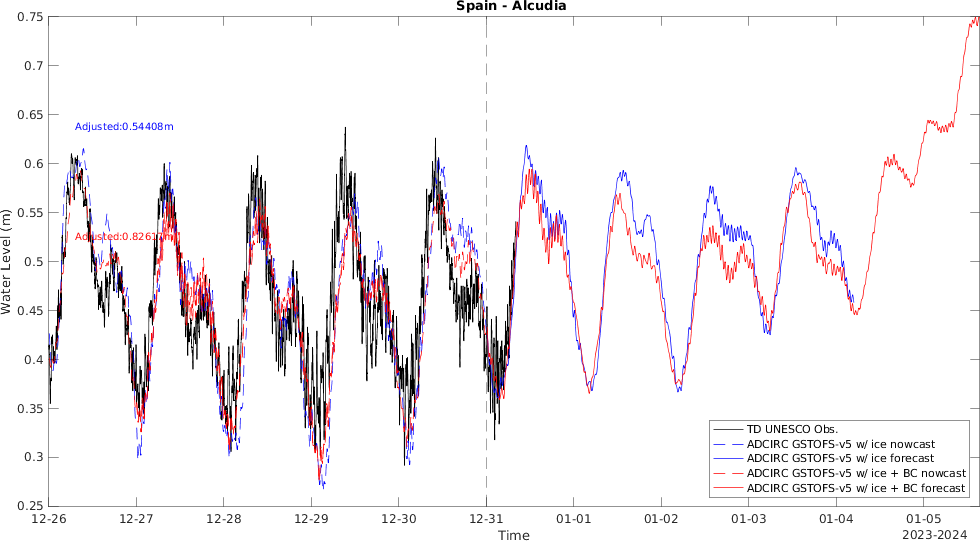 Spain - Alcudia
0.75
0.7
0.65
0.6
0.55
0.5
0.45
0.4
0.35
0.3
0.25
Water Level (m)
Adjusted:0.54408m
TD UNESCO Obs.
ADCIRC GSTOFS-v5 w/ ice nowcast
ADCIRC GSTOFS-v5 w/ ice forecast
ADCIRC GSTOFS-v5 w/ ice + BC nowcast
ADCIRC GSTOFS-v5 w/ ice + BC forecast
12-26 12-27 12-28 12-29 12-30 12-31 01-01 01-02 01-03 01-04 01-05
Time
2023-2024